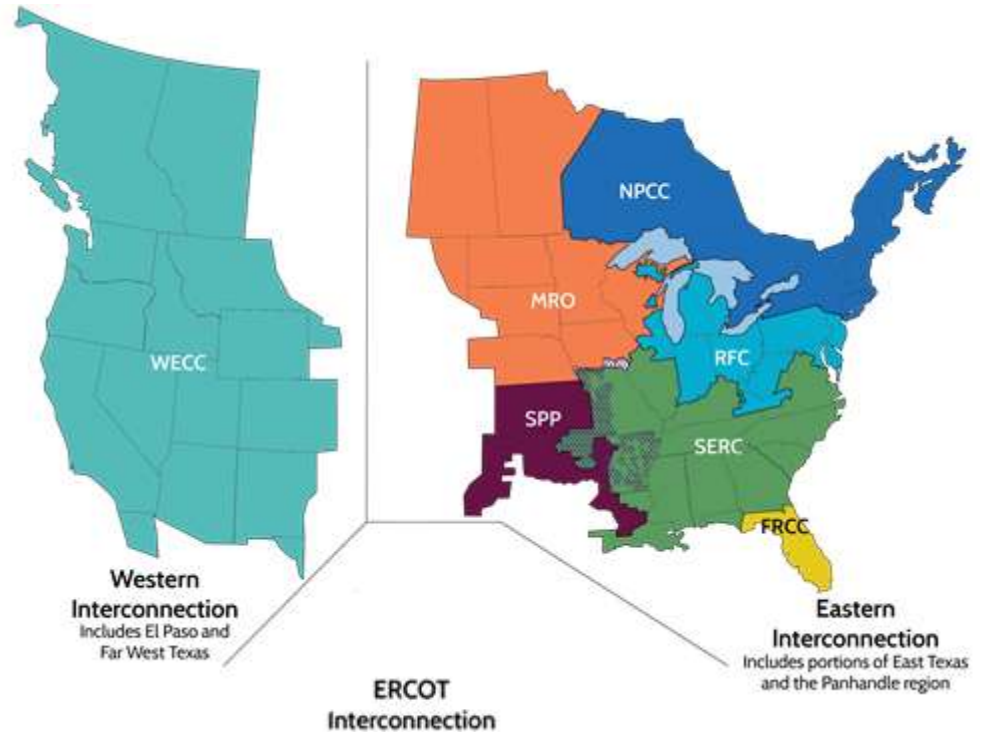 NPCC
MRO
WECC
RFC
SPP
SERC
FRCC
Western
Interconnection
Includes El Paso and
Far West Texas
Eastern
Interconnection
Includes portions of East Texas
and the Panhandle region
ERCOT
Interconnection